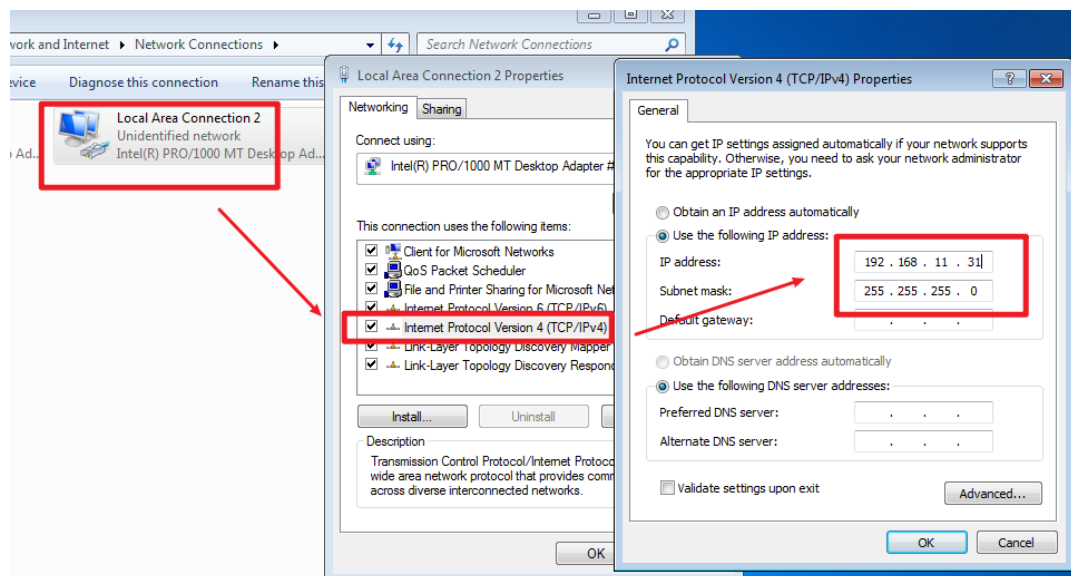 work and Internet ▸ Network Connections ▸
Search Network Connections
Diagnose this connection
Rename this
Local Area Connection 2
Unidentified network
Intel(R) PRO/1000 MT Desktop Ad...
Ad...
Local Area Connection 2 Properties
Networking
Sharing
Connect using:
Intel(R) PRO/1000 MT Desktop Adapter #
This connection uses the following items:
Client for Microsoft Networks
QoS Packet Scheduler
File and Printer Sharing for Microsoft Net
Internet Protocol Version 6 (TCP/IPv6)
Internet Protocol Version 4 (TCP/IPv4)
Link-Layer Topology Discovery Mapper
Link-Layer Topology Discovery Respond
Install...
Uninstall
Description
Transmission Control Protocol/Internet Protoco
wide area network protocol that provides comm
across diverse interconnected networks.
OK
Internet Protocol Version 4 (TCP/IPv4) Properties
General
You can get IP settings assigned automatically if your network supports
this capability. Otherwise, you need to ask your network administrator
for the appropriate IP settings.
Obtain an IP address automatically
Use the following IP address:
IP address: 192 . 168 . 11 . 31
Subnet mask: 255 . 255 . 255 . 0
Default gateway: . . .
Obtain DNS server address automatically
Use the following DNS server addresses:
Preferred DNS server: . . .
Alternate DNS server: . . .
Validate settings upon exit
Advanced...
OK
Cancel